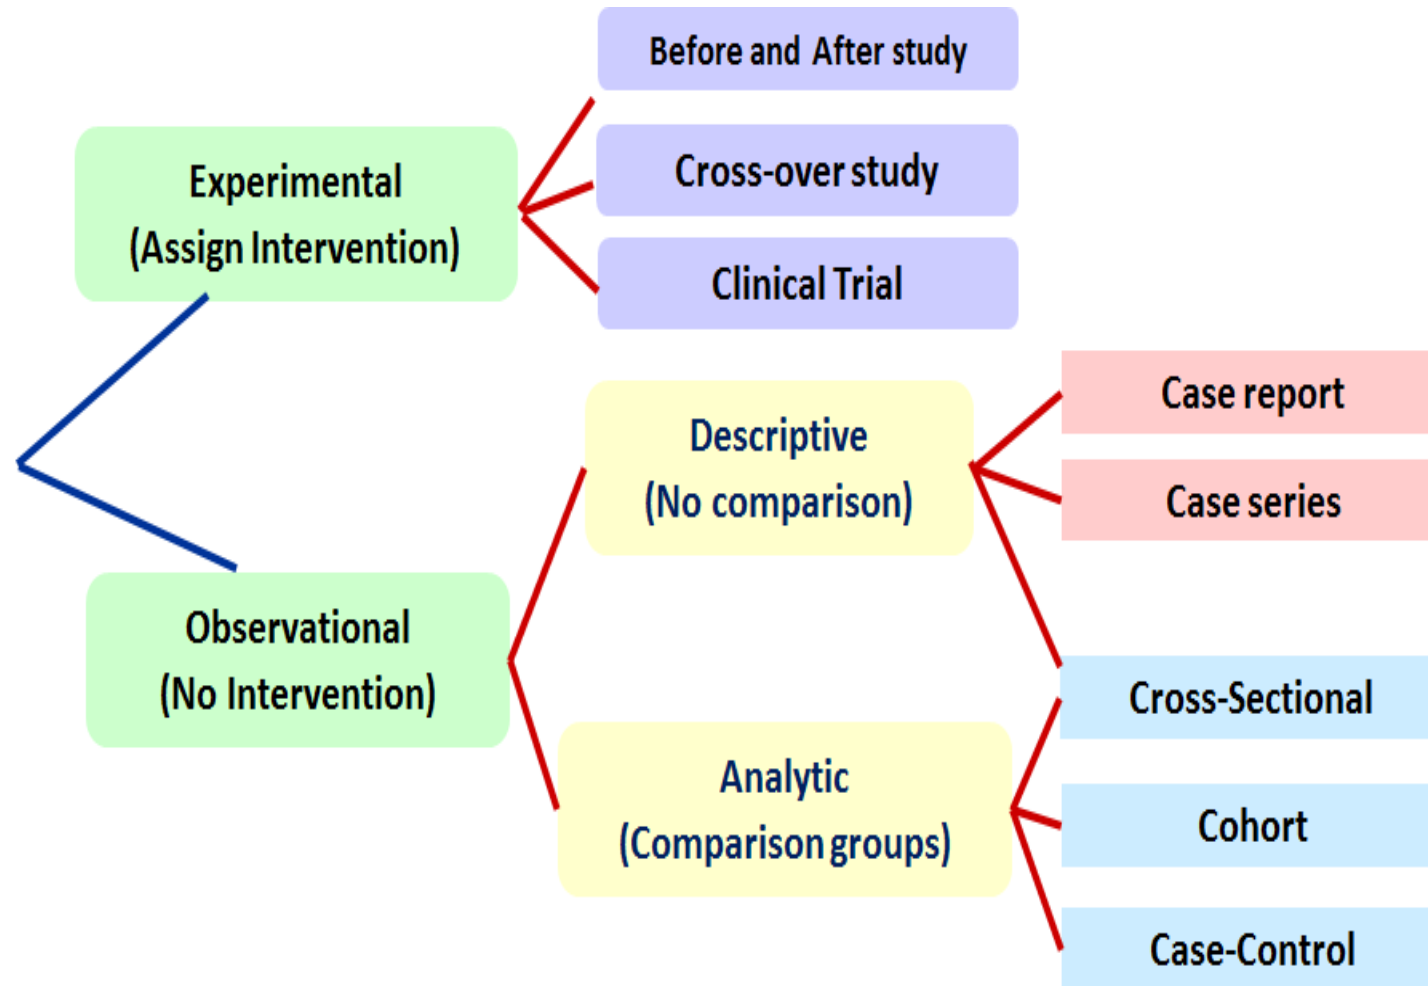 Before and After study
Experimental
(Assign Intervention)
Cross-over study
Clinical Trial
Descriptive
(No comparison)
Case report
Case series
Observational
(No Intervention)
Analytic
(Comparison groups)
Cross-Sectional
Cohort
Case-Control